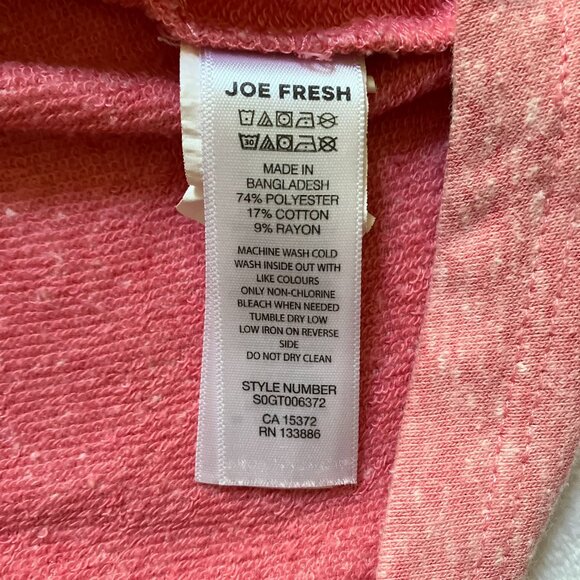 JOE FRESH
30
MADE IN
BANGLADESH
74% POLYESTER
17% COTTON
9% RAYON
MACHINE WASH COLD
WASH INSIDE OUT WITH
LIKE COLOURS
ONLY NON-CHLORINE
BLEACH WHEN NEEDED
TUMBLE DRY LOW
LOW IRON ON REVERSE
SIDE
DO NOT DRY CLEAN
STYLE NUMBER
S0GT006372
CA 15372
RN 133886